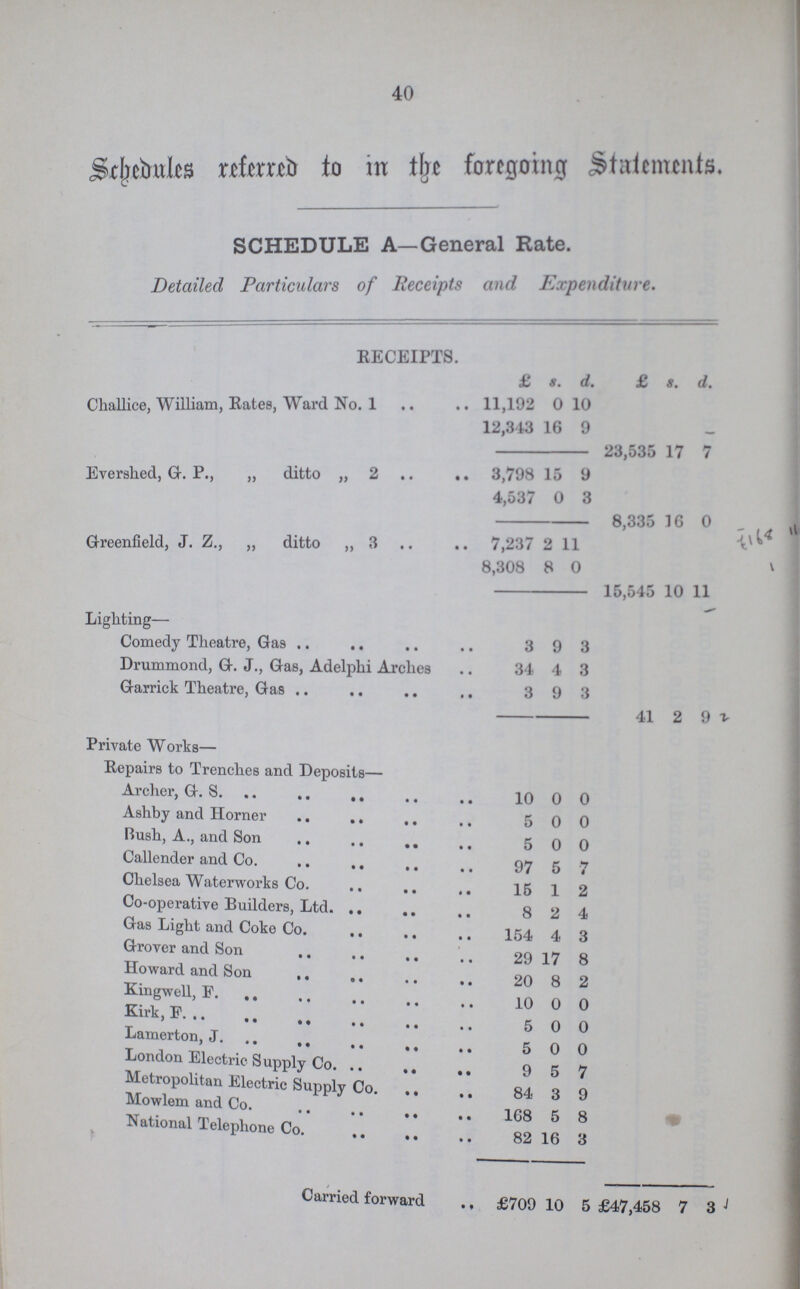 40
Schedules referred to in the foregoing Statements.
SCHEDULE A—General Rate.
Detailed Particulars of Receipts and Expenditure.
RECEIPTS.
£ s. d. £ s. d.
Challice, William, Rates, Ward No. 1 .. .. 11,192 0 10
12,343 16 9
23,535 17 7
Evershed, G. P., „ ditto „ 2 .. .. 3,798 15 9
4,537 0 3
8,335 16 0
Greenfield, J. Z., „ ditto „ 3 .. .. 7,237 2 11
8,308 8 0
15,545 10 11
Lighting—
Comedy Theatre, Gas .. .. .. .. 3 9 3
Drummond, G. J., Gas, Adelphi Arches .. 34 4 3
Garrick Theatre, Gas .. .. .. .. 3 9 3
41 2 9
Private Works—
Repairs to Trenches and Deposits—
Archer, G. S. .. .. .. .. .. 10 0 0
Ashby and Horner .. .. .. .. 5 0 0
Bush, A., and Son .. .. .. .. 5 0 0
Callender and Co. .. .. .. .. 97 5 7
Chelsea Waterworks Co. .. .. .. 15 1 2
Co-operative Builders, Ltd. .. .. .. 8 2 4
Gas Light and Coke Co. .. .. .. 154 4 3
Grover and Son .. .. .. .. 29 17 8
Howard and Son .. .. .. .. 20 8 2
Kingwell, F. .. .. .. .. .. 10 0 0
Kirk, F. .. .. .. .. .. .. 5 0 0
Lamerton, J. .. .. .. .. .. 5 0 0
London Electric Supply Co. .. .. .. 9 5 7
Metropolitan Electric Supply Co. .. .. 84 3 9
Mowlem and Co. .. .. .. .. 168 5 8
National Telephone Co. .. .. .. 82 16 3
Carried forward .. £709 10 5 £47,458 7 3